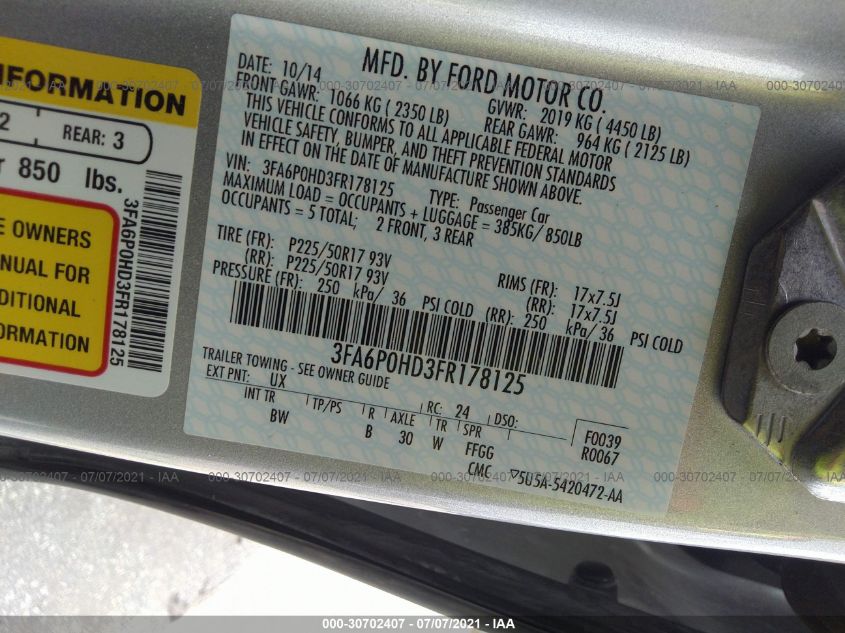 NFORMATION
2
REAR: 3
r 850 lbs.
E OWNERS
NUAL FOR
DITIONAL
ORMATION
3FA6P0HD3FR178125
MFD. BY FORD MOTOR CO.
DATE: 10/14
GVWR: 2019 KG ( 4450 LB)
FRONT GAWR: 1066 KG ( 2350 LB)
REAR GAWR: 964 KG ( 2125 LB)
THIS VEHICLE CONFORMS TO ALL APPLICABLE FEDERAL MOTOR
VEHICLE SAFETY, BUMPER, AND THEFT PREVENTION STANDARDS
IN EFFECT ON THE DATE OF MANUFACTURE SHOWN ABOVE.
VIN: 3FA6P0HD3FR178125 TYPE: Passenger Car
MAXIMUM LOAD = OCCUPANTS + LUGGAGE = 385KG/850LB
OCCUPANTS = 5 TOTAL; 2 FRONT, 3 REAR
TIRE (FR): P225/50R17 93V RIMS (FR): 17x7.5J
(RR): P225/50R17 93V (RR): 17x7.5J
PRESSURE (FR): 250 kPa/ 36 PSI COLD (RR): 250 kPa/36 PSI COLD
3FA6P0HD3FR178125
TRAILER TOWING - SEE OWNER GUIDE
EXT PNT: UX RC: 24 DSO:
INT TR TP/PS R AXLE TR SPR
BW B 30 W FFGG
F0039
R0067
CMC ▽5U5A-5420472-AA
000-30702407 - 07/07/2021 - IAA